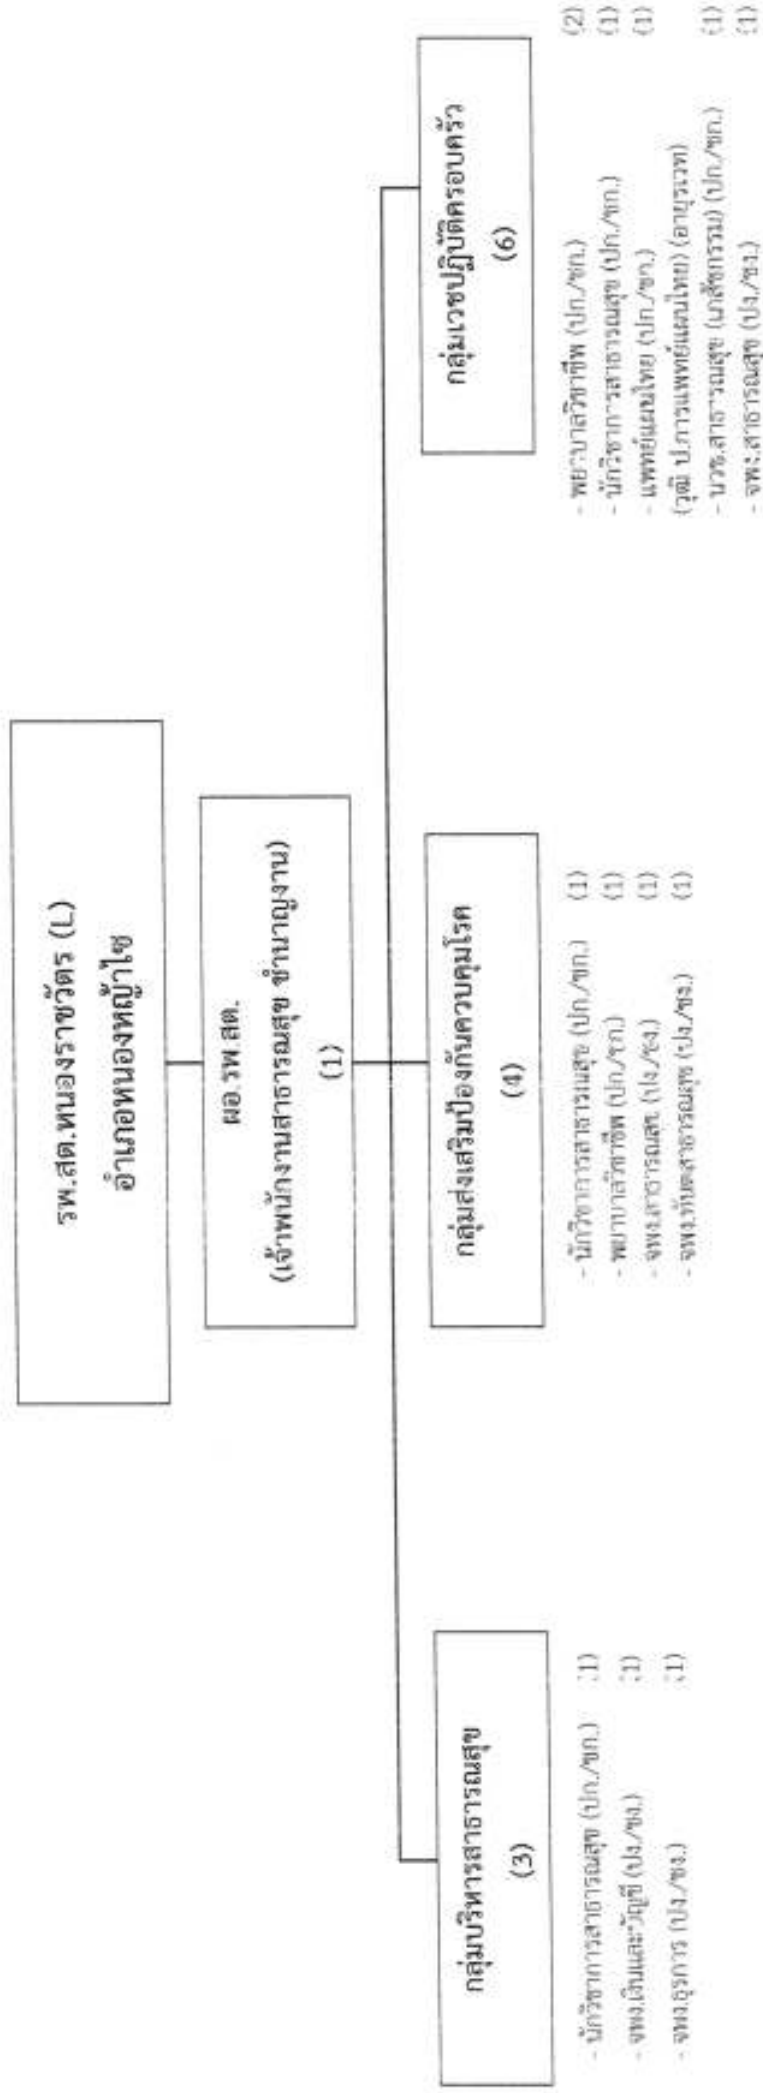 รพ.สต.หนองราชวัตร (L)
อำเภอหนองหญ้าไซ
ผอ.รพ.สต.
(เจ้าพนักงานสาธารณสุข ชำนาญงาน)
(1)
กลุ่มบริหารสาธารณสุข
(3)
- นักวิชาการสาธารณสุข (ปก./ชก.) (1)
- จพง.เงินและบัญชี (ปง./ชง.) (1)
- จพง.ธุรการ (ปง./ชง.) (1)
กลุ่มส่งเสริมป้องกันควบคุมโรค
(4)
- นักวิชาการสาธารณสุข (ปก./ชก.) (1)
- พยาบาลวิชาชีพ (ปก./ชก.) (1)
- จพง.สาธารณสุข (ปง./ชง.) (1)
- จพง.ทันตสาธารณสุข (ปง./ชง.) (1)
กลุ่มเวชปฏิบัติครอบครัว
(6)
- พยาบาลวิชาชีพ (ปก./ชก.) (2)
- นักวิชาการสาธารณสุข (ปก./ชก.) (1)
- แพทย์แผนไทย (ปก./ชก.) (1)
(วุฒิ ป.การแพทย์แผนไทย) (อายุรเวท)
- นวช.สาธารณสุข (เภสัชกรรม) (ปก./ชก.) (1)
- จพง.สาธารณสุข (ปง./ชง.) (1)